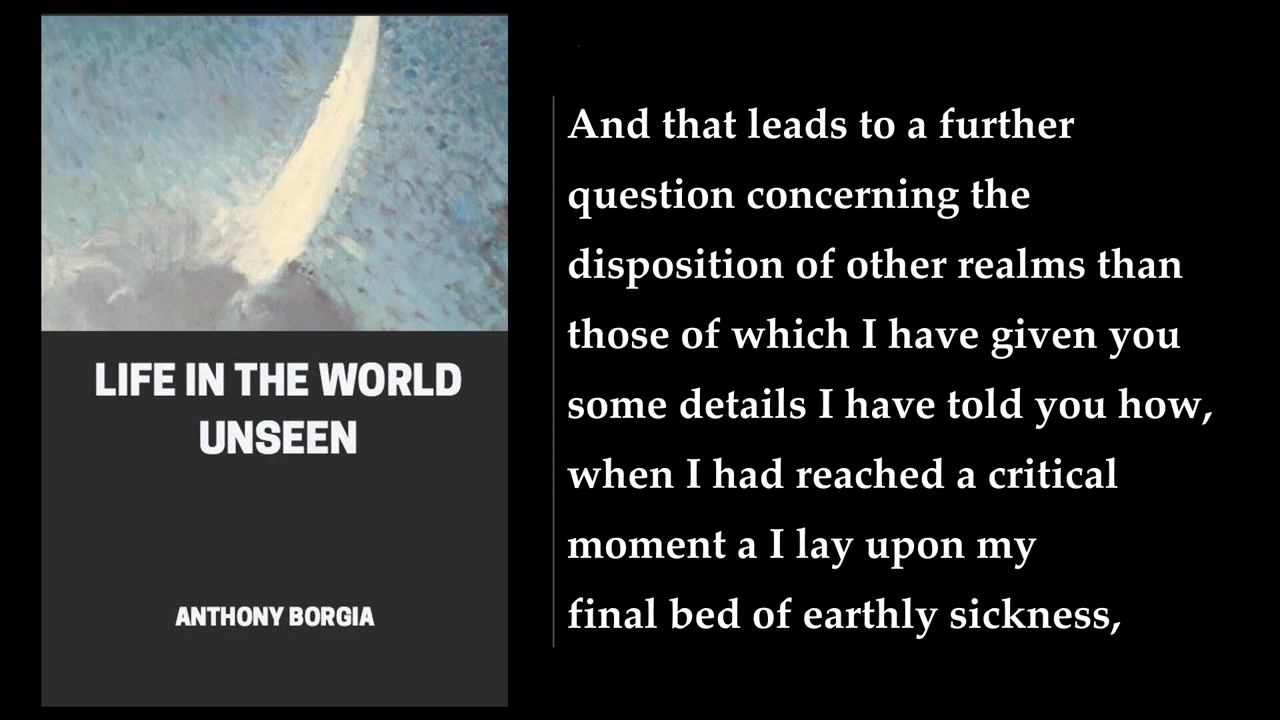 LIFE IN THE WORLD
UNSEEN
ANTHONY BORGIA
And that leads to a further
question concerning the
disposition of other realms than
those of which I have given you
some details I have told you how,
when I had reached a critical
moment a I lay upon my
final bed of earthly sickness,